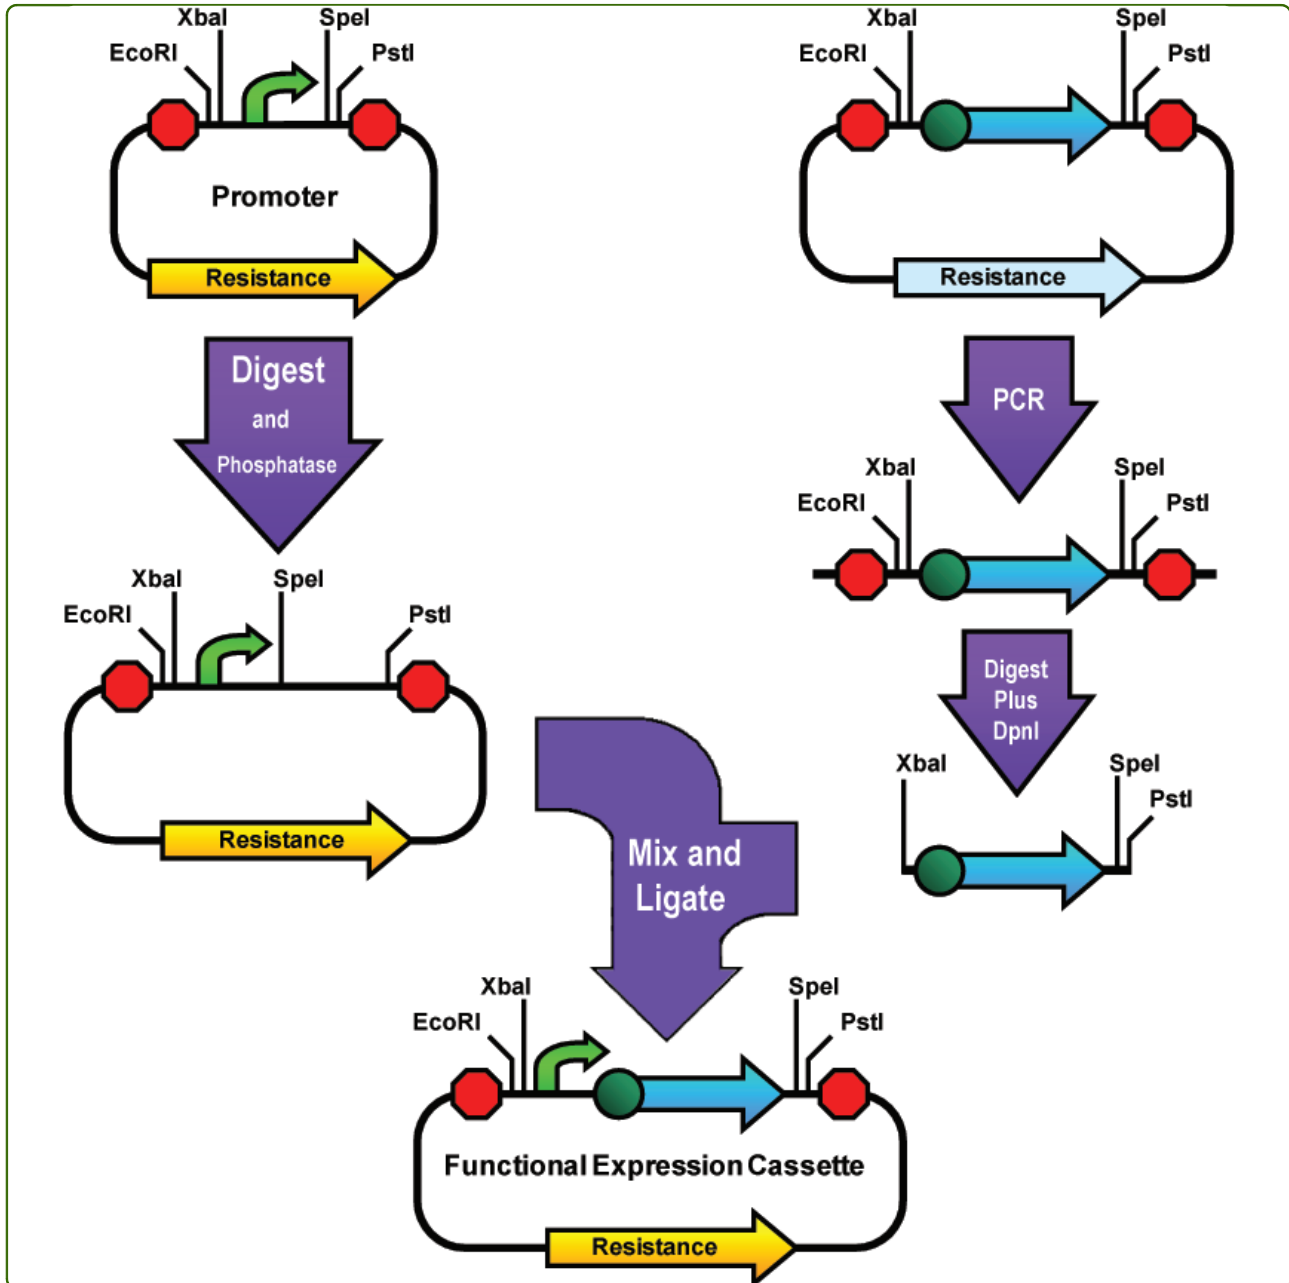 XbaI
SpeI
EcoRI
PstI
Promoter
Resistance
XbaI
SpeI
EcoRI
PstI
Resistance
Digest
and
Phosphatase
PCR
XbaI
SpeI
EcoRI
PstI
XbaI
SpeI
EcoRI
PstI
Resistance
Digest
Plus
DpnI
XbaI
SpeI
PstI
Mix and
Ligate
XbaI
SpeI
EcoRI
PstI
Functional Expression Cassette
Resistance